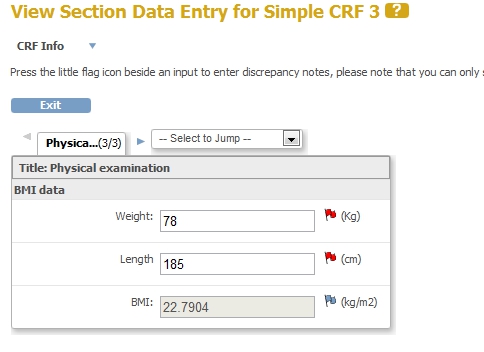 View Section Data Entry for Simple CRF 3 ?
CRF Info
Press the little flag icon beside an input to enter discrepancy notes, please note that you can only
Exit
Physica...(3/3) -- Select to Jump --
Title: Physical examination
BMI data
Weight: 78 (Kg)
Length 185 (cm)
BMI: 22.7904 (kg/m2)